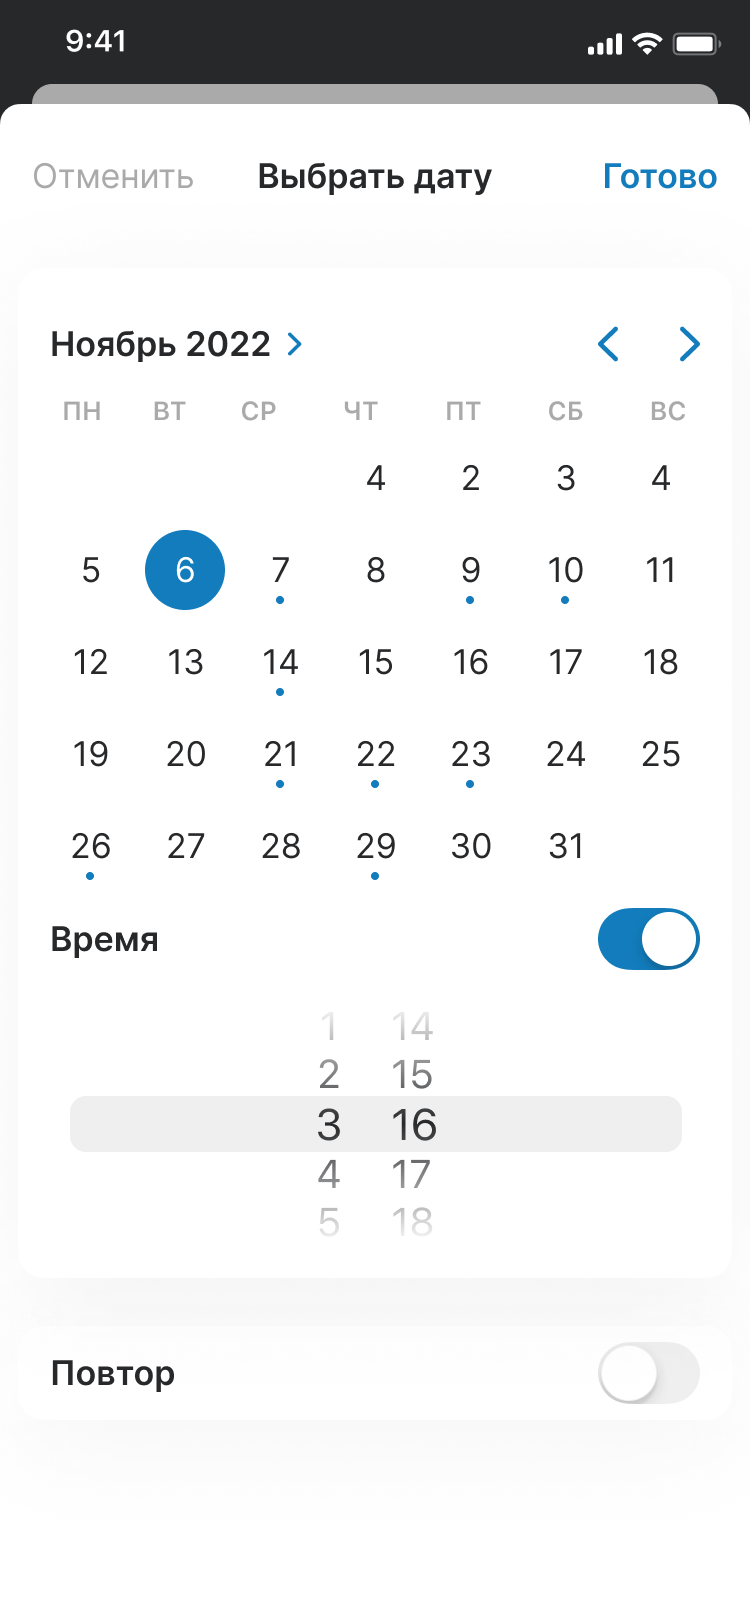 9:41
Отменить Выбрать дату Готово
Ноябрь 2022
ПН ВТ СР ЧТ ПТ СБ ВС
4 2 3 4
5 6 7 8 9 10 11
12 13 14 15 16 17 18
19 20 21 22 23 24 25
26 27 28 29 30 31
Время
1 14
2 15
3 16
4 17
5 18
Повтор